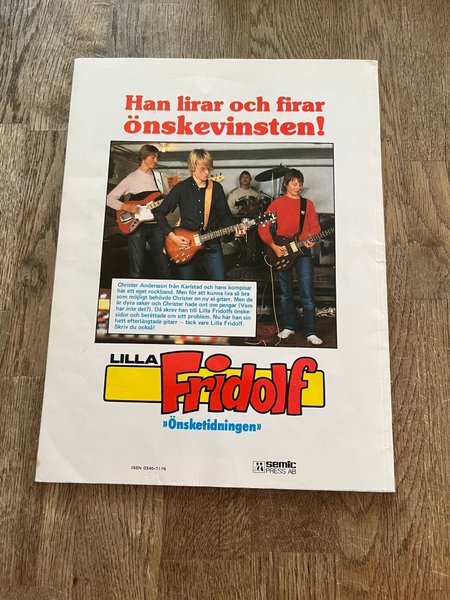 Han lirar och firar
önskevinsten!
Christer Andersson från Karlstad och hans kompisar
har ett eget rockband. Men för att kunna lira så bra
som möjligt behövde Christer en ny el-gitarr. Men de
är dyra saker och Christer hade ont om pengar (Vem
har inte det?). Då skrev han till Lilla Fridolfs önske-
sidor och berättade om sitt problem. Nu har han sin
hett efterlängtade gitarr — tack vare Lilla Fridolf.
Skriv du också!
LILLA
Fridolf
»Önsketidningen»
ISSN 0345-7176
semic
PRESS AB